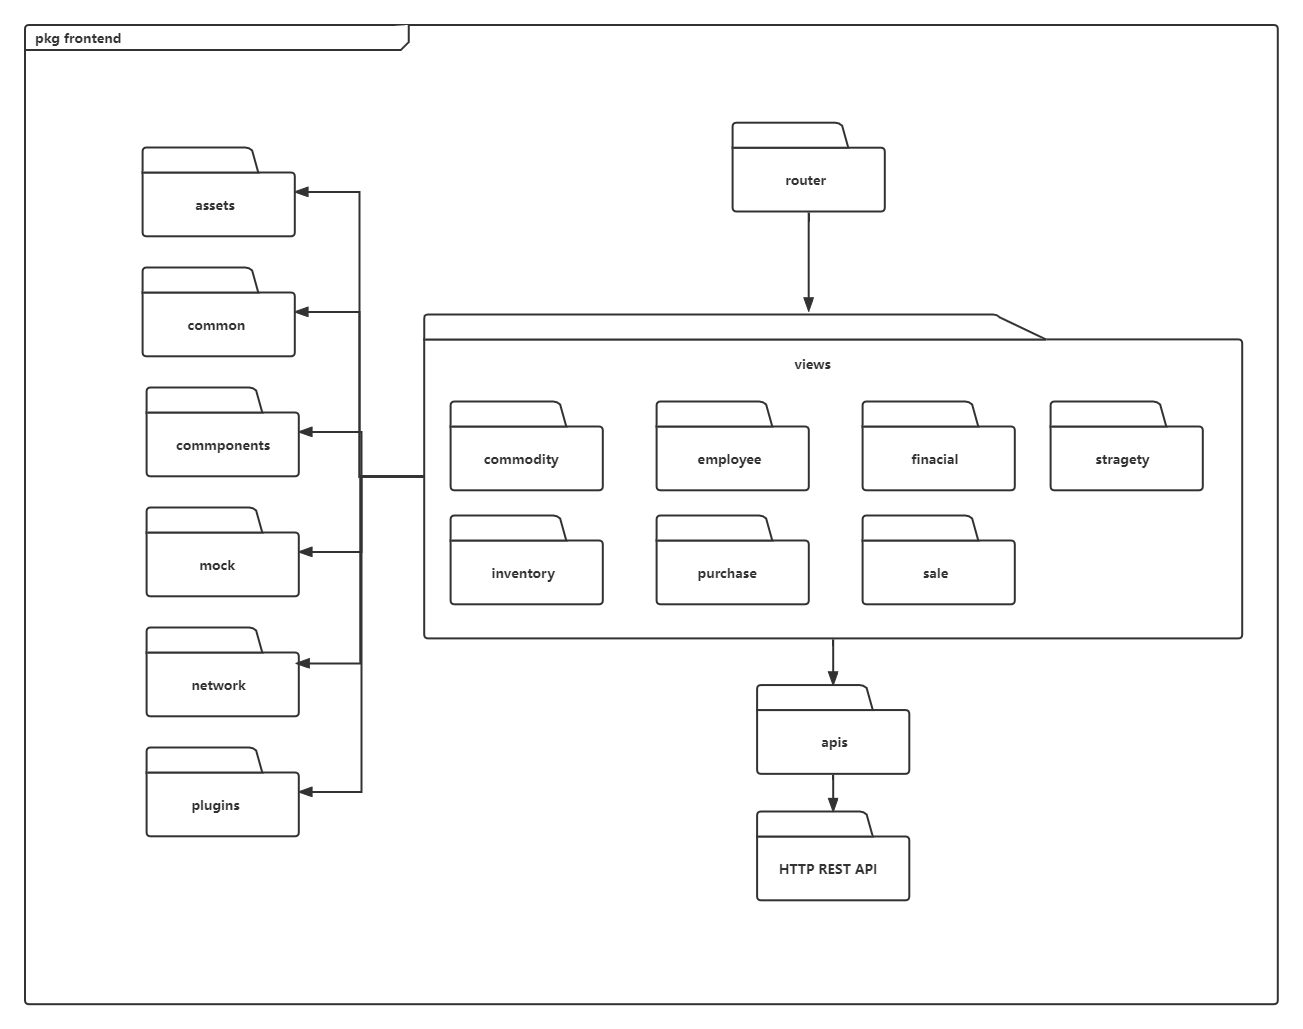 pkg frontend
router
assets
common
commponents
mock
network
plugins
views
commodity
employee
finacial
stragety
inventory
purchase
sale
apis
HTTP REST API